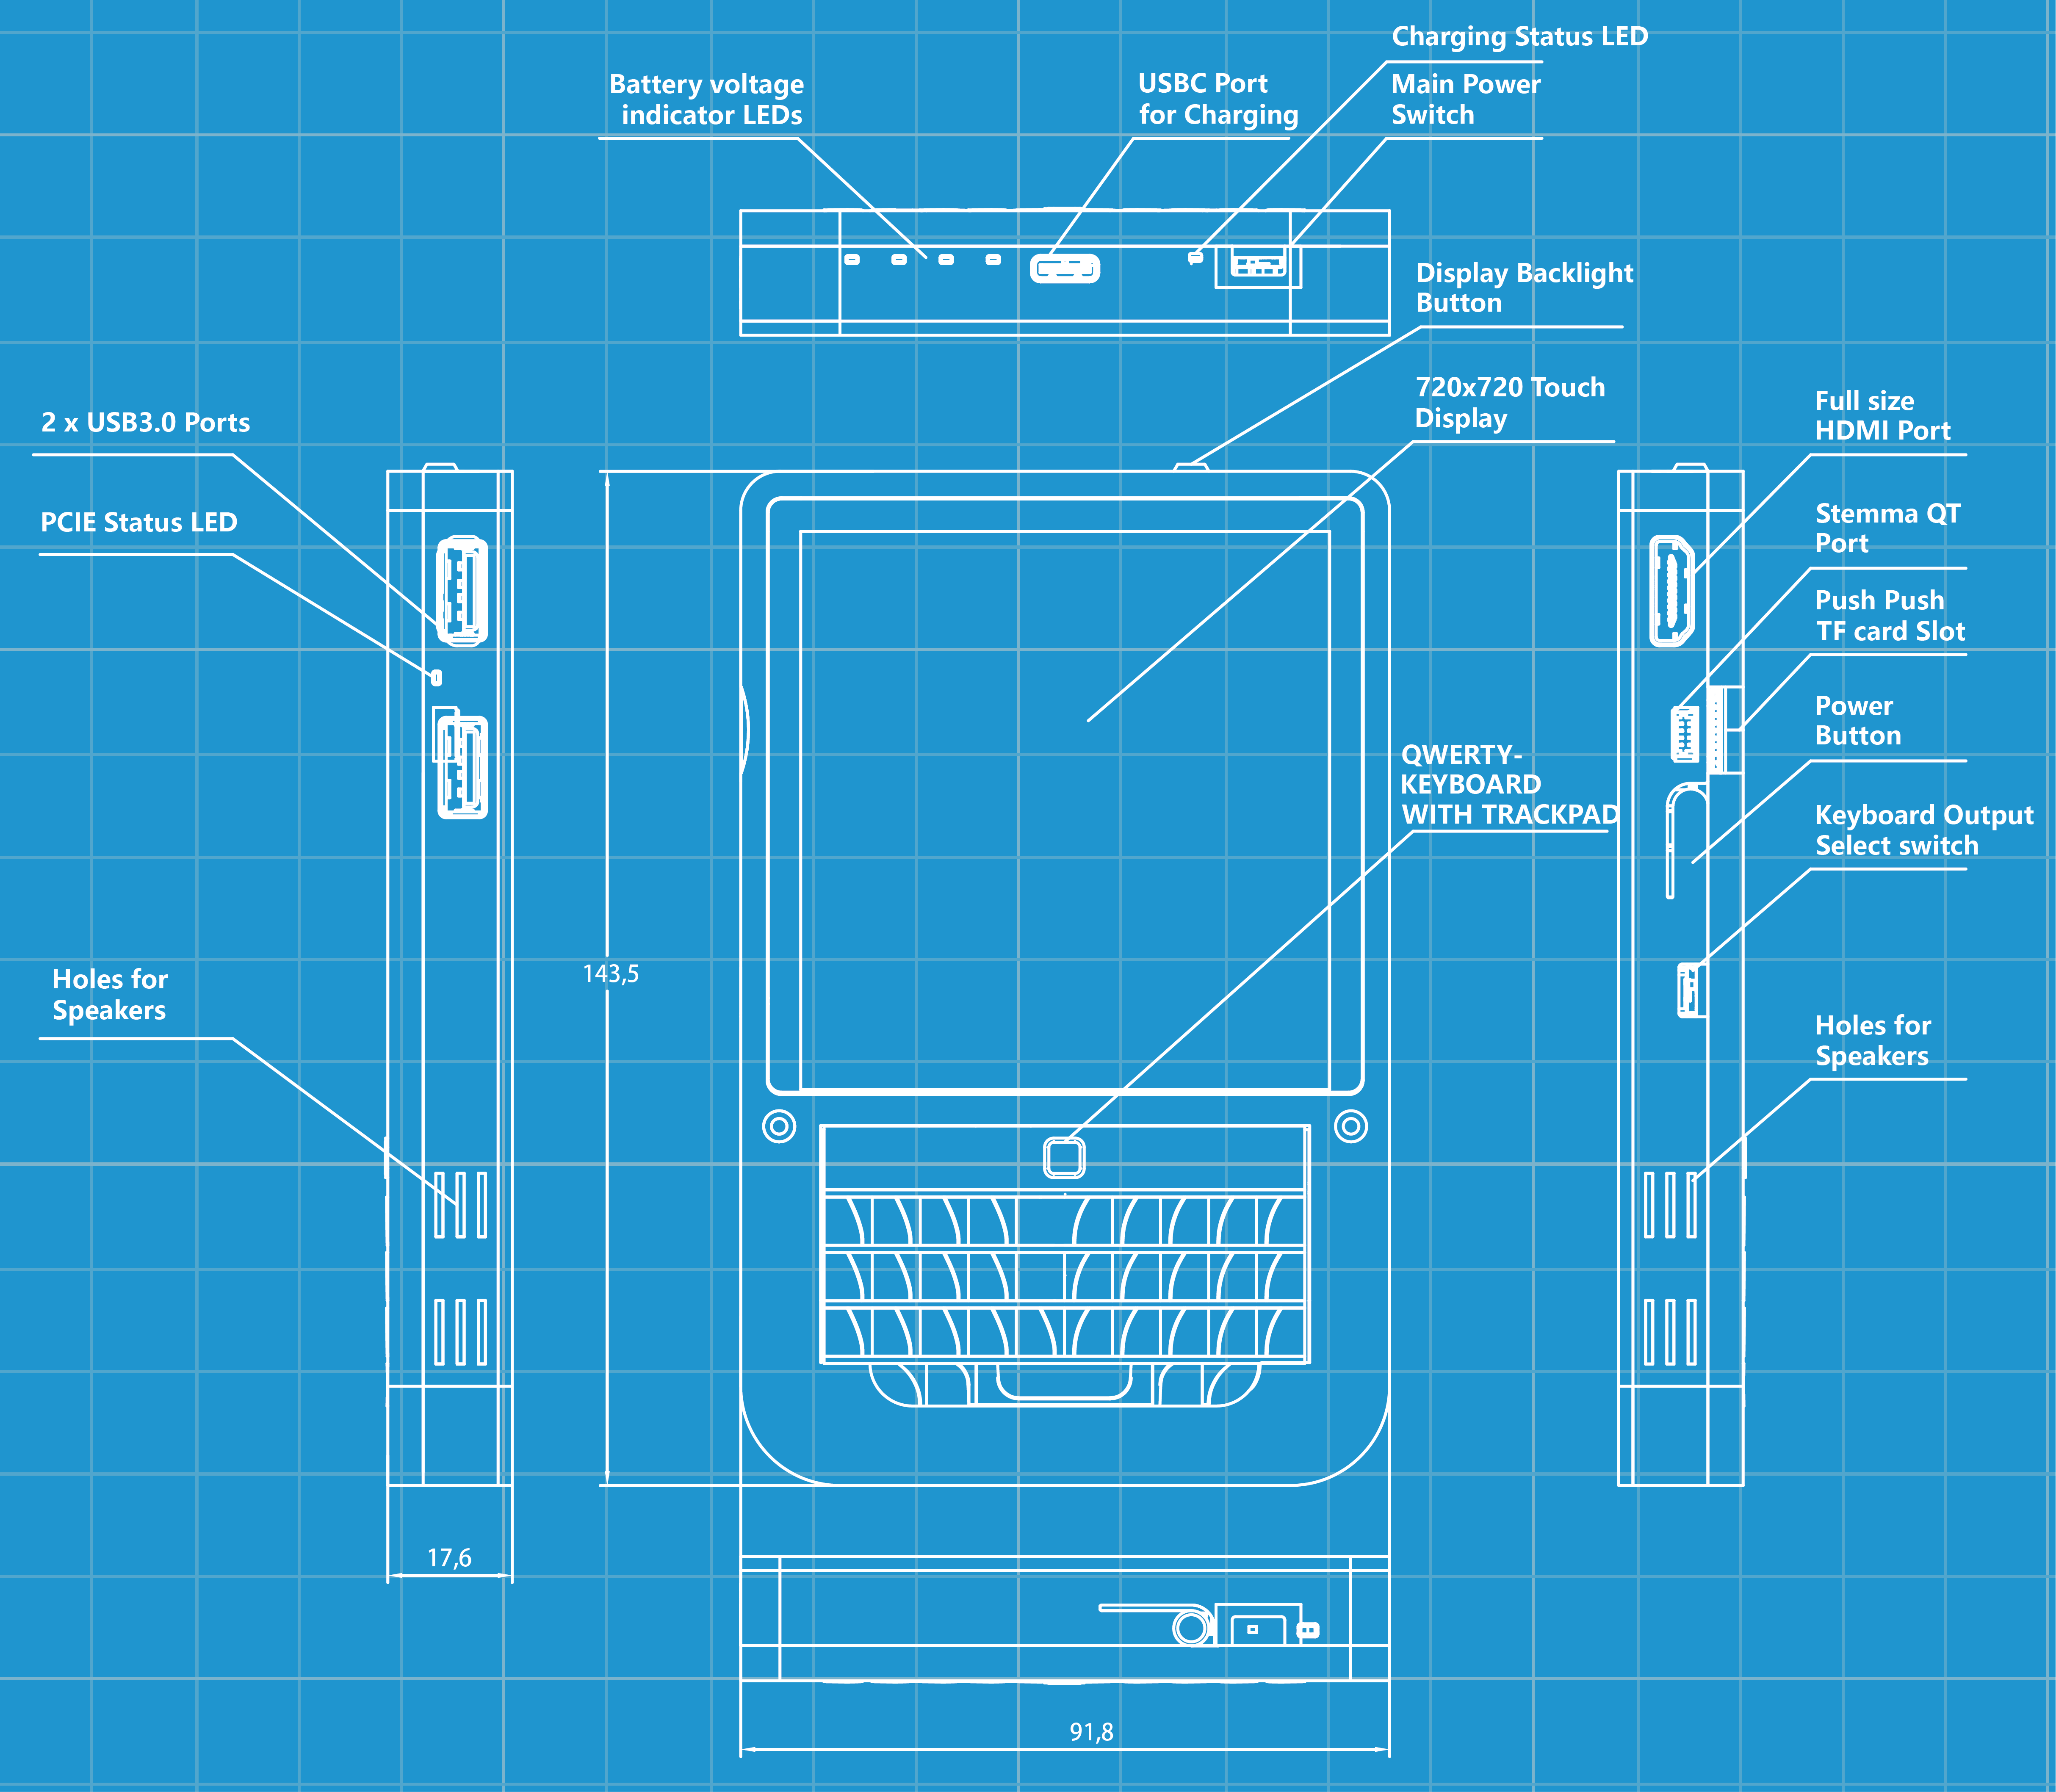 Charging Status LED
Battery voltage
indicator LEDs
USBC Port
for Charging
Main Power
Switch
Display Backlight
Button
720x720 Touch
Display
2 x USB3.0 Ports
PCIE Status LED
Full size
HDMI Port
Stemma QT
Port
Push Push
TF card Slot
Power
Button
QWERTY-
KEYBOARD
WITH TRACKPAD
Keyboard Output
Select switch
Holes for
Speakers
143,5
Holes for
Speakers
17,6
91,8